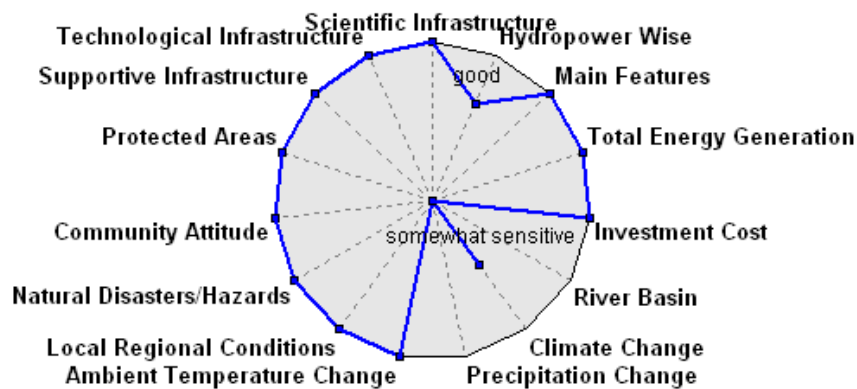 Scientific Infrastructure
Technological Infrastructure
Hydropower Wise
Supportive Infrastructure
good
Main Features
Protected Areas
Total Energy Generation
Community Attitude
somewhat sensitive
Investment Cost
Natural Disasters/Hazards
River Basin
Local Regional Conditions
Climate Change
Ambient Temperature Change
Precipitation Change